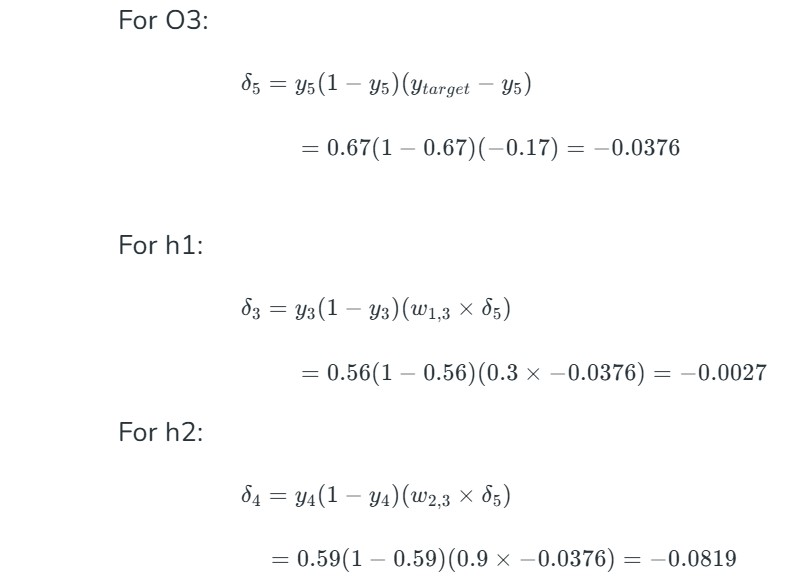 For O3:
δ₅ = y₅(1 − y₅)(y_target − y₅)
= 0.67(1 − 0.67)(−0.17) = −0.0376
For h1:
δ₃ = y₃(1 − y₃)(w₁,₃ × δ₅)
= 0.56(1 − 0.56)(0.3 × −0.0376) = −0.0027
For h2:
δ₄ = y₄(1 − y₄)(w₂,₃ × δ₅)
= 0.59(1 − 0.59)(0.9 × −0.0376) = −0.0819